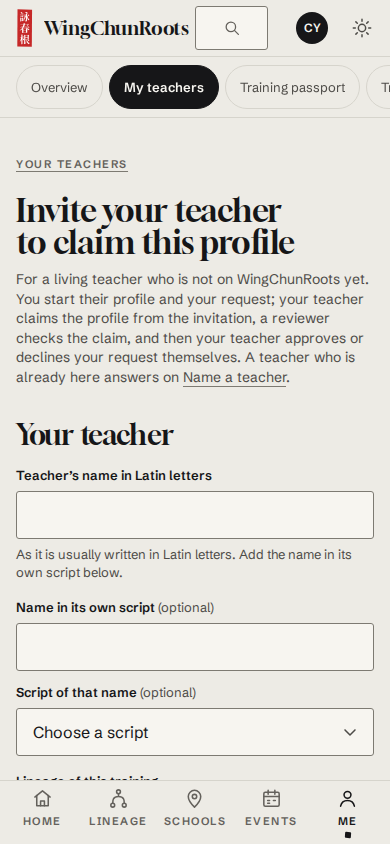 詠春根
WingChunRoots
CY
Overview
My teachers
Training passport
YOUR TEACHERS
Invite your teacher
to claim this profile
For a living teacher who is not on WingChunRoots yet.
You start their profile and your request; your teacher
claims the profile from the invitation, a reviewer
checks the claim, and then your teacher approves or
declines your request themselves. A teacher who is
already here answers on Name a teacher.
Your teacher
Teacher’s name in Latin letters
As it is usually written in Latin letters. Add the name in its
own script below.
Name in its own script (optional)
Script of that name (optional)
Choose a script
HOME
LINEAGE
SCHOOLS
EVENTS
ME